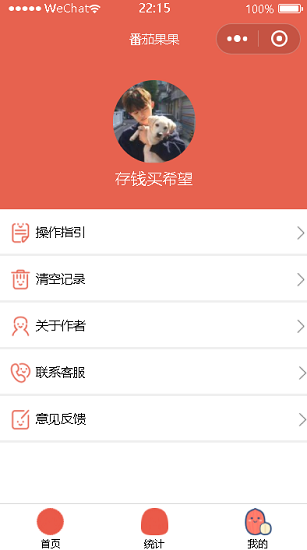 WeChat 22:15 100%
番茄果果
存钱买希望
操作指引
清空记录
关于作者
联系客服
意见反馈
首页 统计 我的